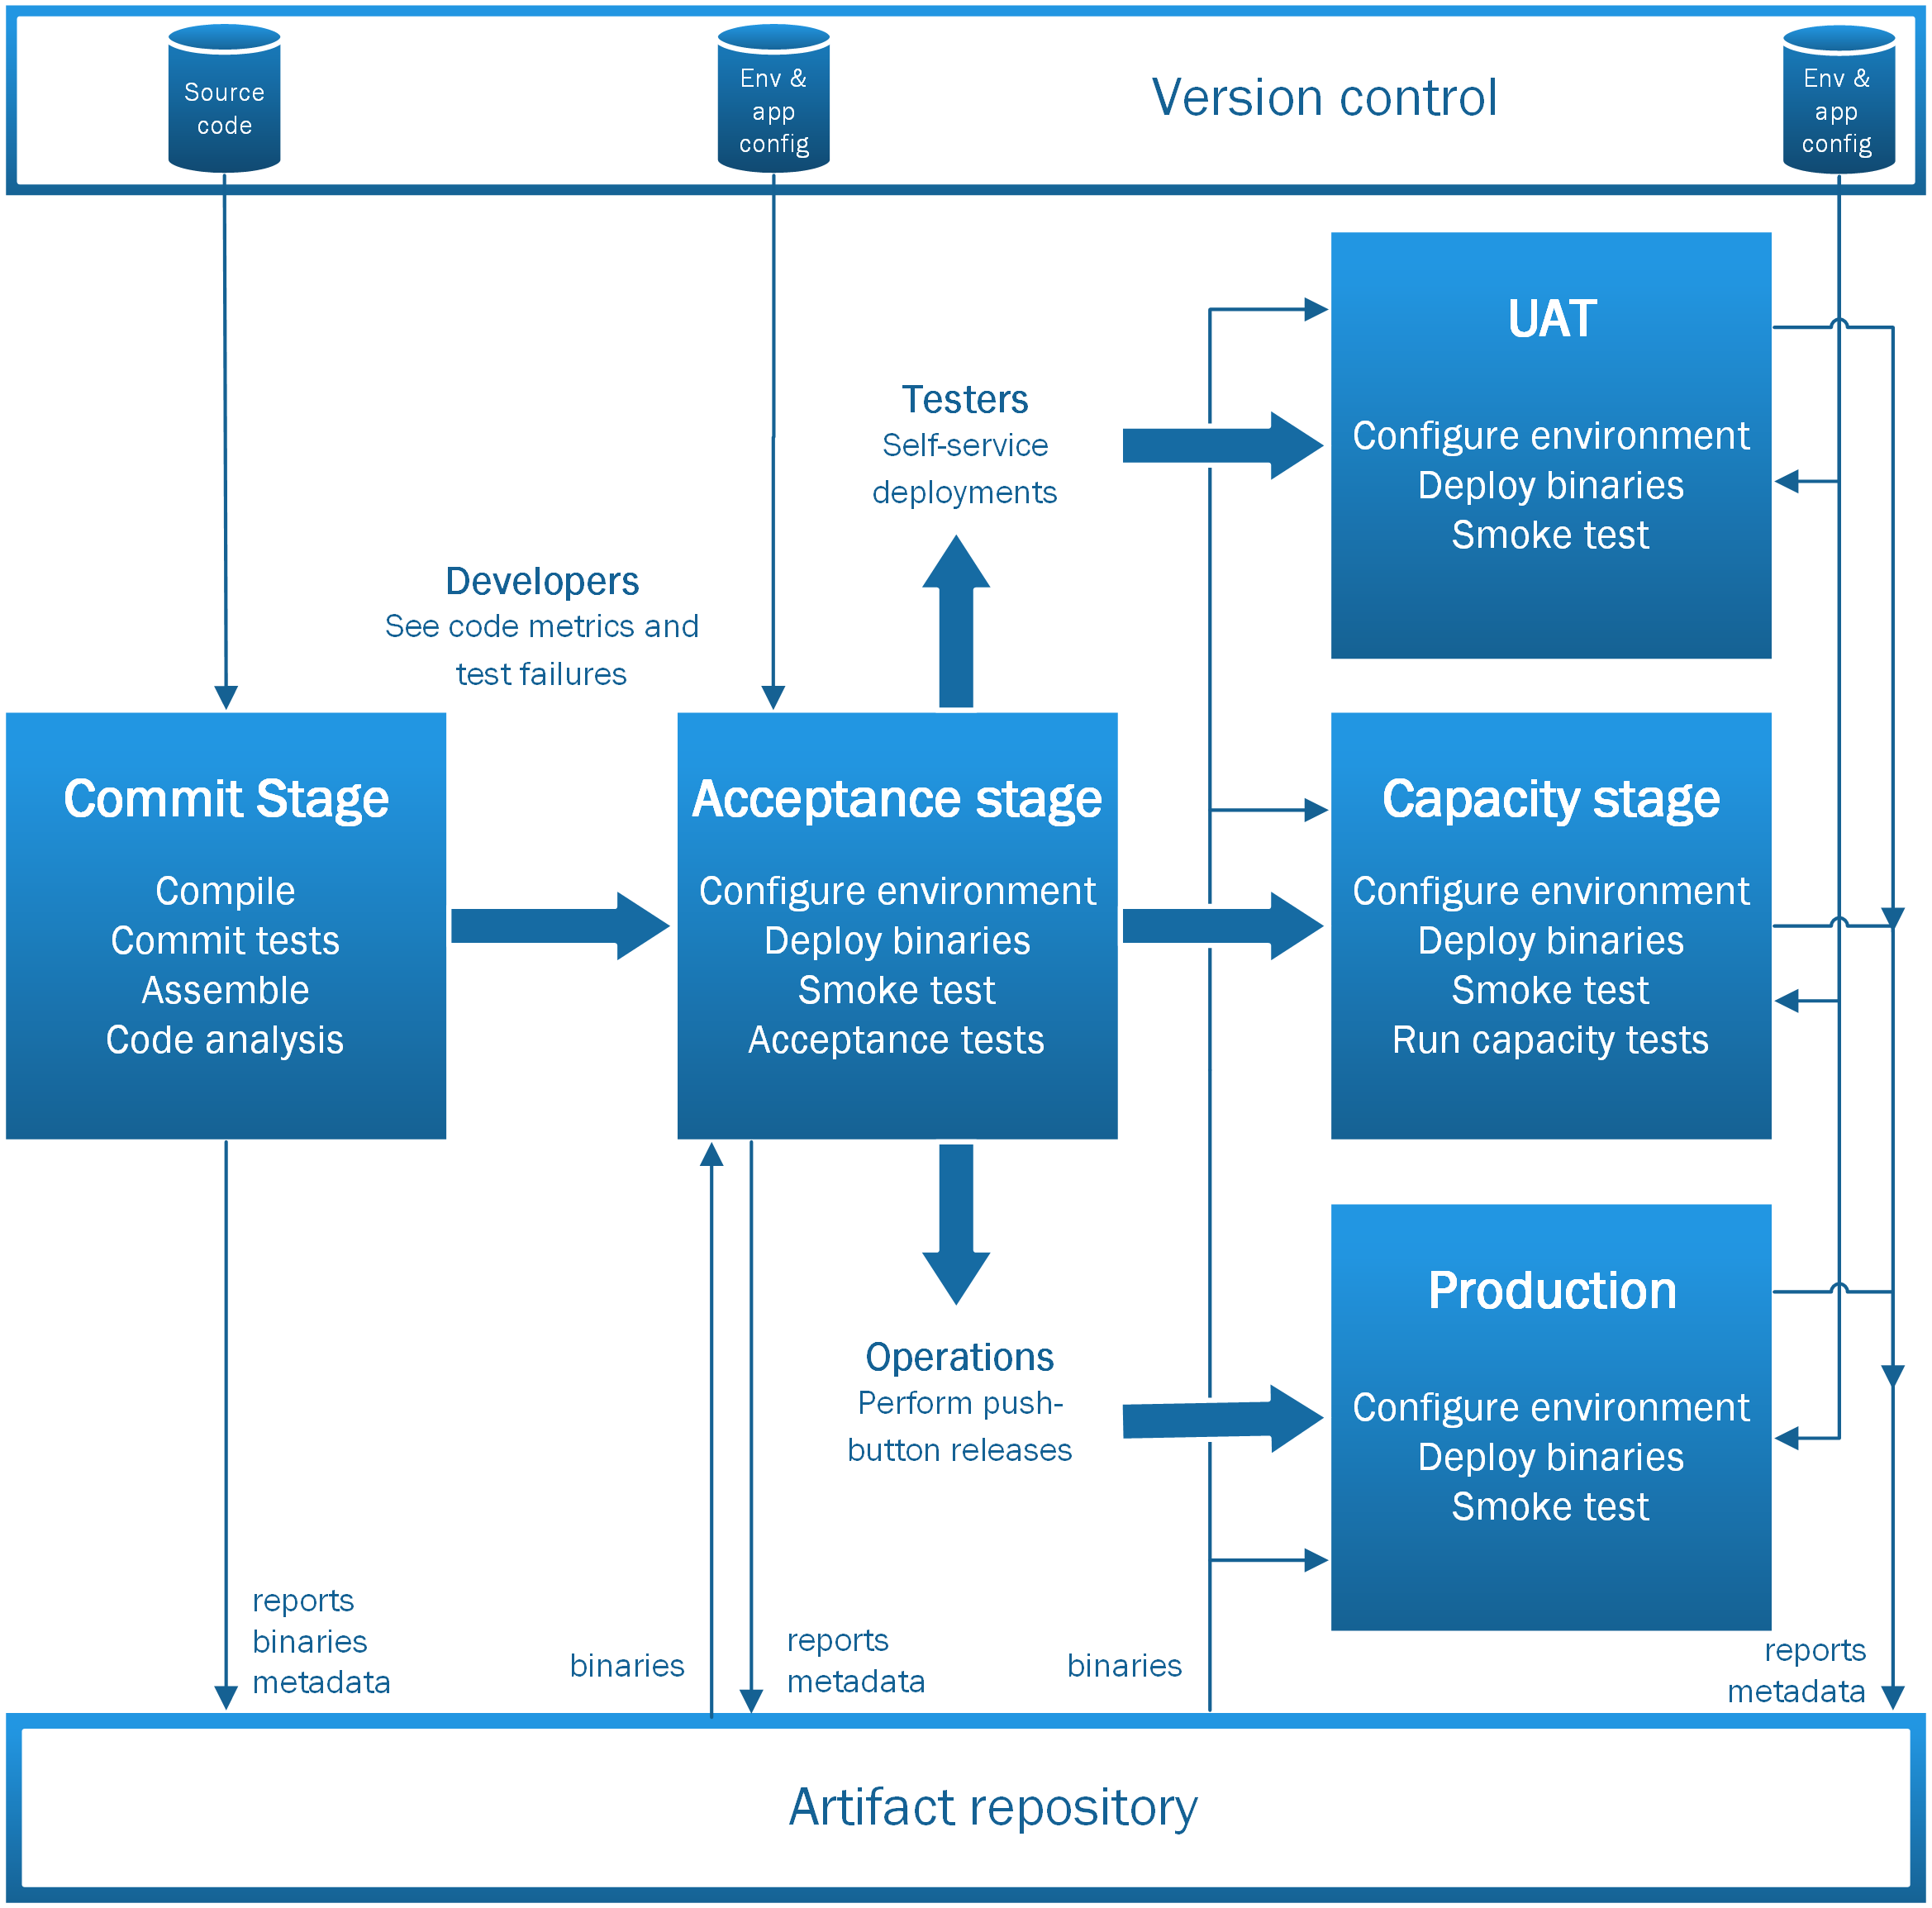 Source
code
Env &
app
config
Version control
Env &
app
config
UAT
Configure environment
Deploy binaries
Smoke test
Testers
Self-service
deployments
Developers
See code metrics and
test failures
Commit Stage
Compile
Commit tests
Assemble
Code analysis
Acceptance stage
Configure environment
Deploy binaries
Smoke test
Acceptance tests
Capacity stage
Configure environment
Deploy binaries
Smoke test
Run capacity tests
Operations
Perform push-
button releases
Production
Configure environment
Deploy binaries
Smoke test
reports
binaries
metadata
binaries
reports
metadata
binaries
reports
metadata
Artifact repository